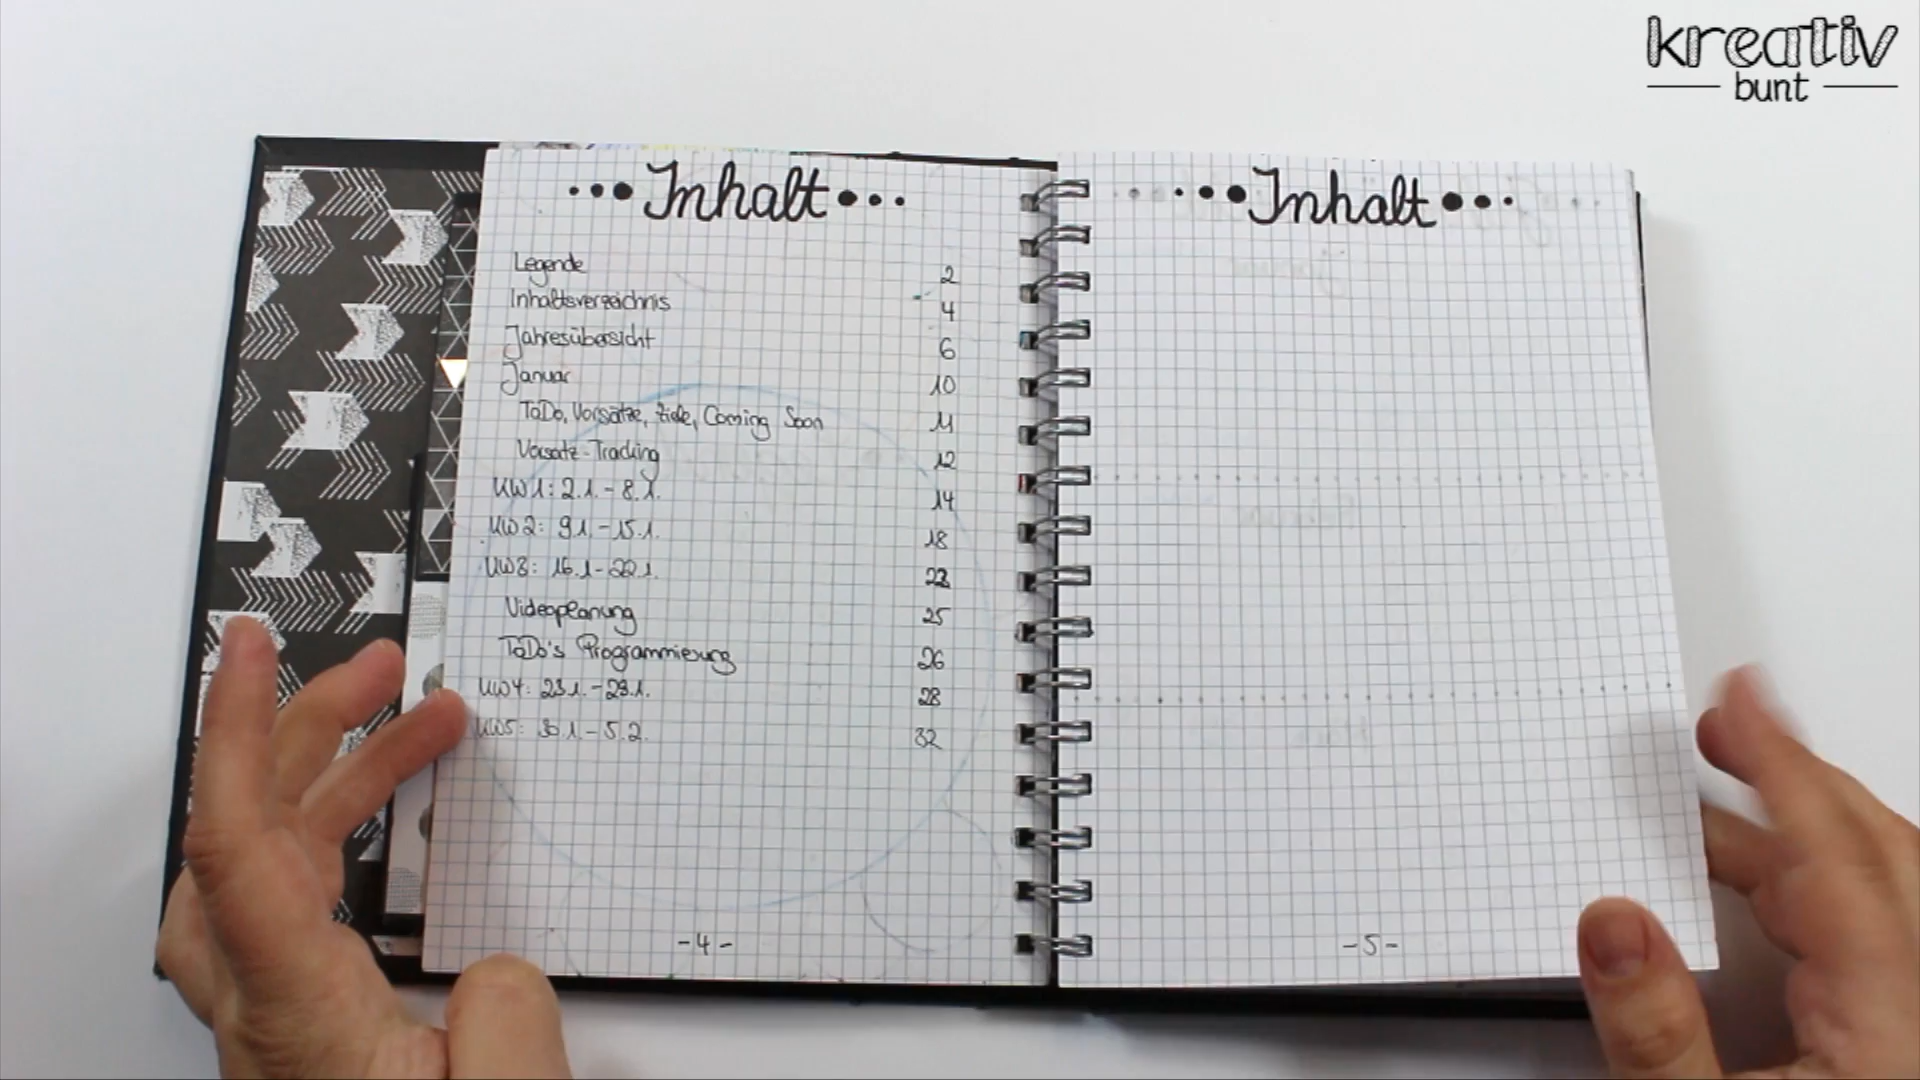 kreativ
bunt
Inhalt
Legende 2
Inhaltsverzeichnis 4
Jahresübersicht 6
Januar 10
ToDo, Vorsätze, Ziele, Coming Soon 11
Vorsatz-Tracking 12
KW1: 2.1. - 8.1. 14
KW2: 9.1. - 15.1. 18
KW3: 16.1 - 22.1. 22
Videoplanung 25
ToDo's Programmierung 26
KW4: 23.1. - 29.1. 28
KW5: 30.1. - 5.2. 32
- 4 -
Inhalt
- 5 -